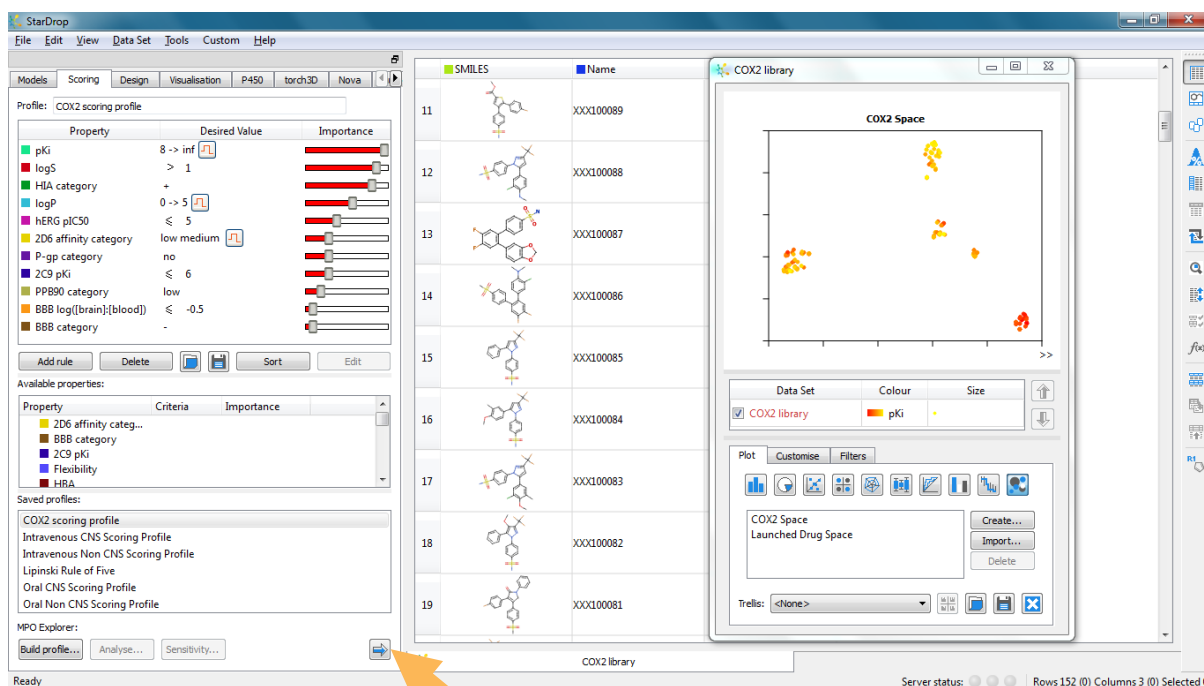 StarDrop
File Edit View Data Set Tools Custom Help
Models Scoring Design Visualisation P450 torch3D Nova
Profile: COX2 scoring profile
Property Desired Value Importance
pKi 8 -> inf
logS > 1
HIA category +
logP 0 -> 5
hERG pIC50 ≤ 5
2D6 affinity category low medium
P-gp category no
2C9 pKi ≤ 6
PPB90 category low
BBB log([brain]:[blood]) ≤ -0.5
BBB category -
Add rule Delete Sort Edit
Available properties:
Property Criteria Importance
2D6 affinity categ...
BBB category
2C9 pKi
Flexibility
HBA
Saved profiles:
COX2 scoring profile
Intravenous CNS Scoring Profile
Intravenous Non CNS Scoring Profile
Lipinski Rule of Five
Oral CNS Scoring Profile
Oral Non CNS Scoring Profile
MPO Explorer:
Build profile... Analyse... Sensitivity...
Ready
SMILES Name
11 XXX100089
12 XXX100088
13 XXX100087
14 XXX100086
15 XXX100085
16 XXX100084
17 XXX100083
18 XXX100082
19 XXX100081
COX2 library
COX2 library
COX2 Space
>>
Data Set Colour Size
COX2 library pKi
Plot Customise Filters
COX2 Space
Launched Drug Space
Create...
Import...
Delete
Trellis: <None>
f(x)
R1
Server status: Rows 152 (0) Columns 3 (0) Selected